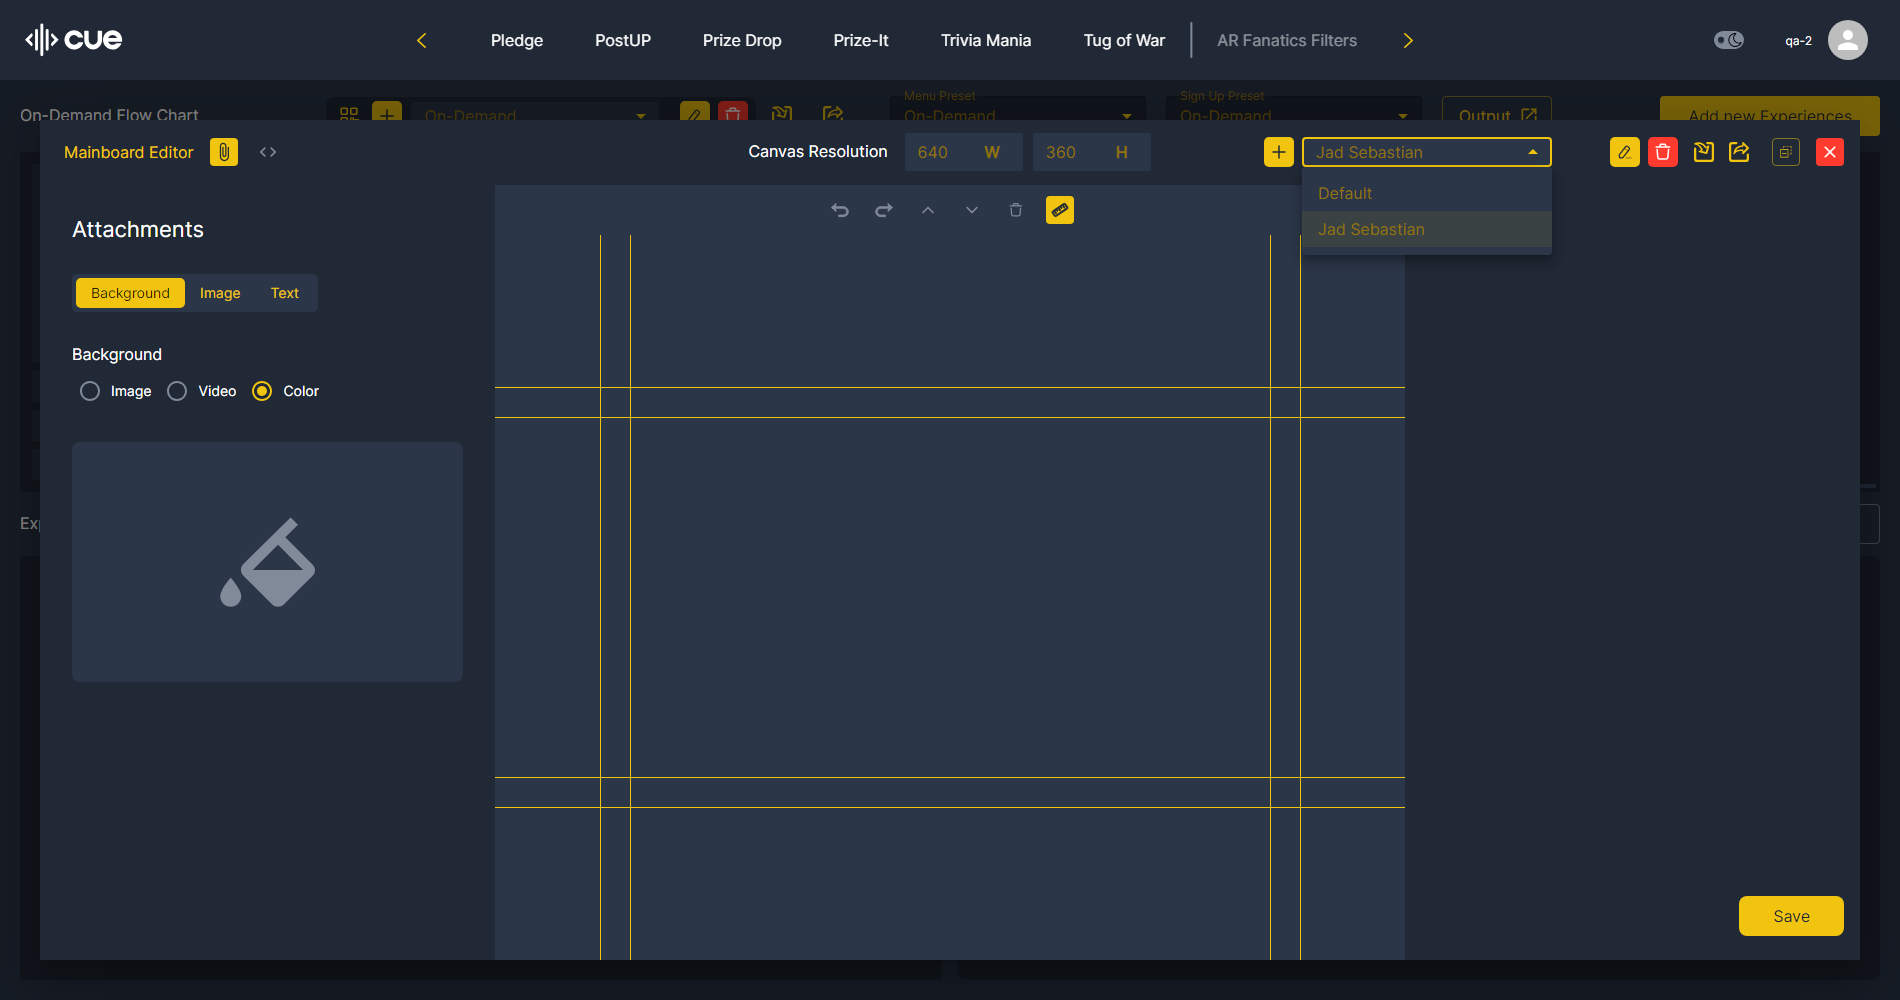 cue
Pledge
PostUP
Prize Drop
Prize-It
Trivia Mania
Tug of War
AR Fanatics Filters
qa-2
On-Demand Flow Chart
On-Demand
Menu Preset
On-Demand
Sign Up Preset
On-Demand
Output
Add new Experiences
Mainboard Editor
Canvas Resolution
640 W
360 H
Jad Sebastian
Default
Jad Sebastian
Attachments
Background
Image
Text
Background
Image
Video
Color
Save